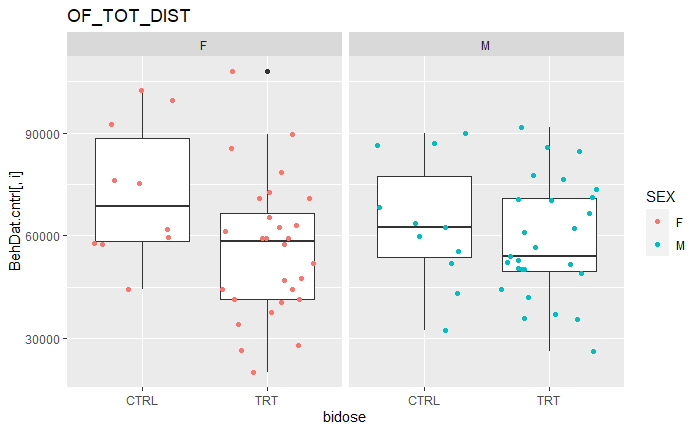 OF_TOT_DIST
F
M
90000
60000
30000
BehDat.cntrl[, i]
CTRL
TRT
CTRL
TRT
bidose
SEX
F
M